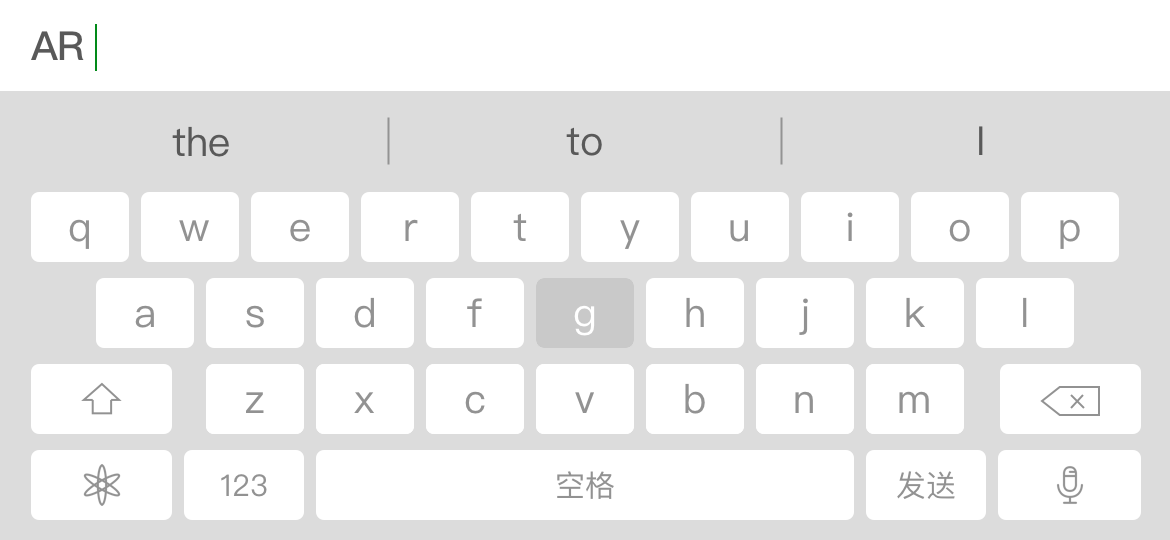 AR
the to I
q w e r t y u i o p
a s d f g h j k l
z x c v b n m
123 空格 发送